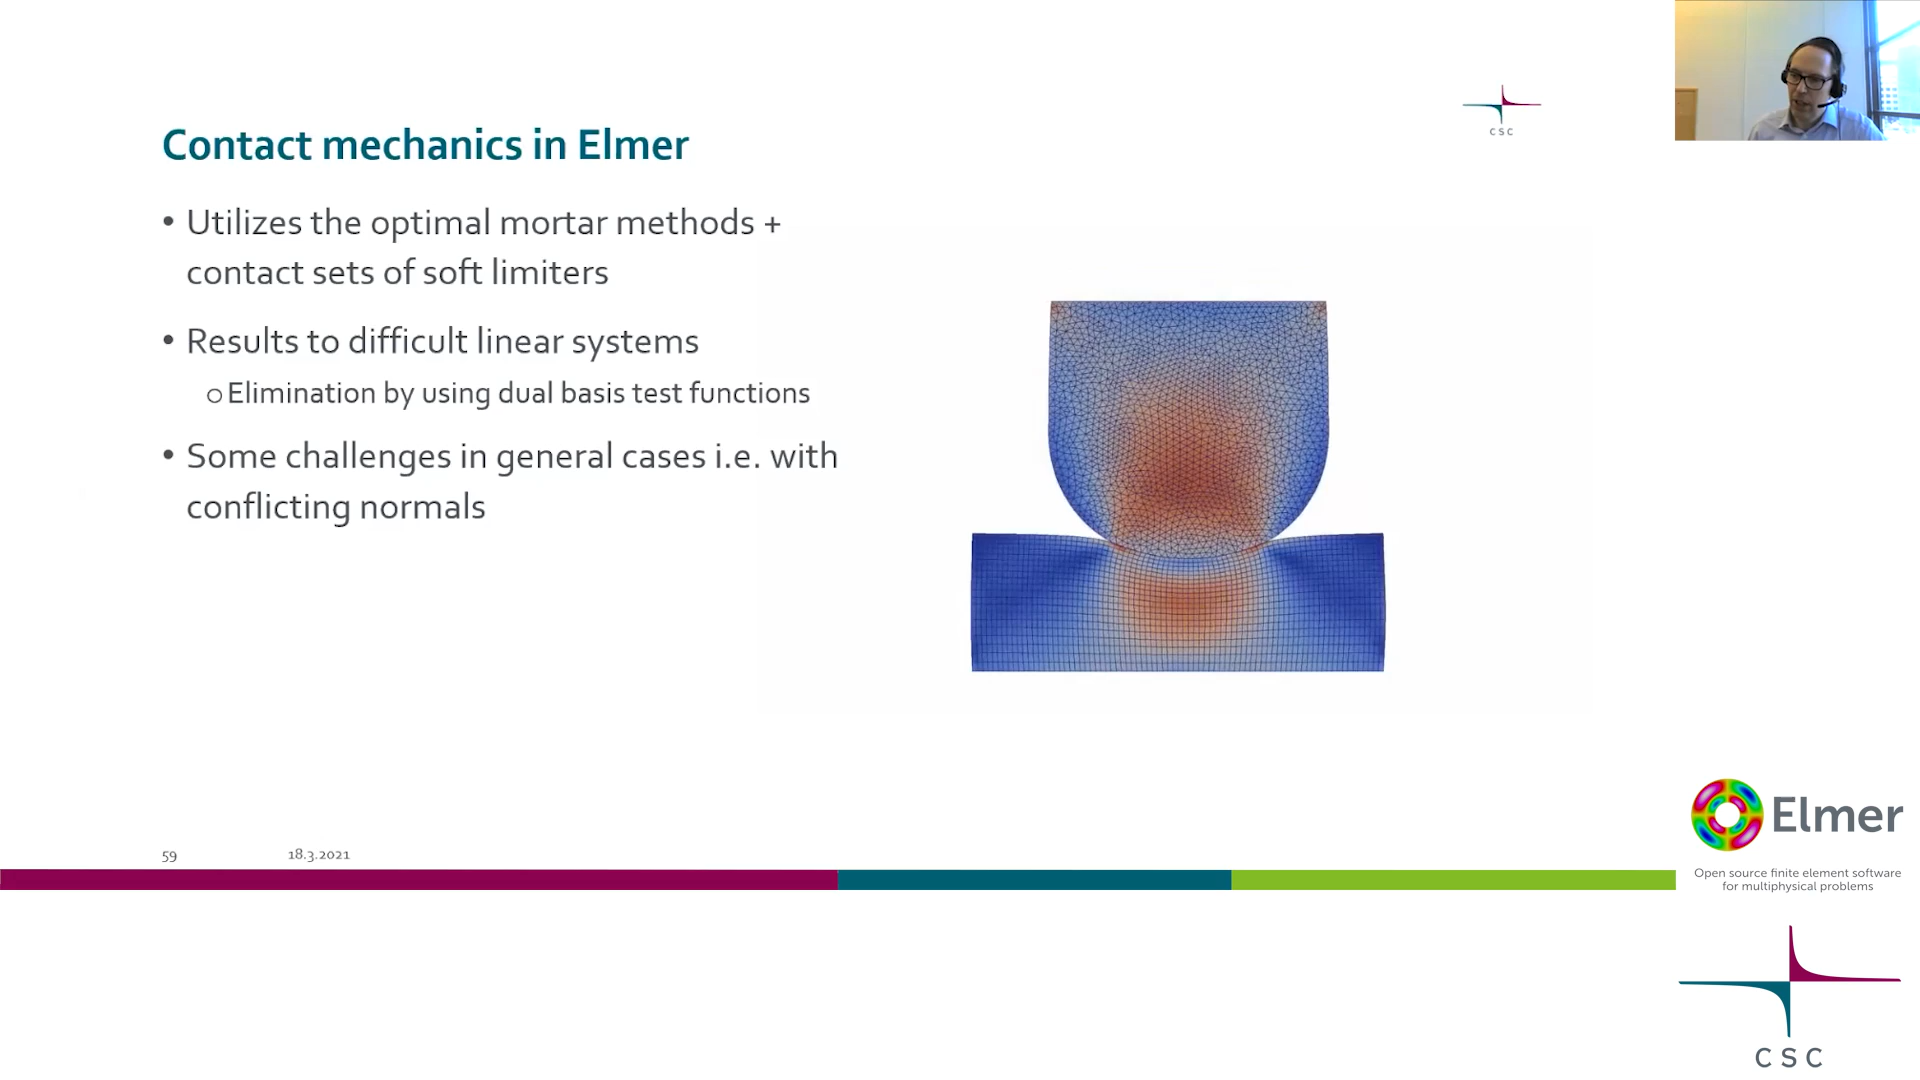 CSC
Contact mechanics in Elmer
• Utilizes the optimal mortar methods +
contact sets of soft limiters
• Results to difficult linear systems
o Elimination by using dual basis test functions
• Some challenges in general cases i.e. with
conflicting normals
59 18.3.2021
Elmer
Open source finite element software
for multiphysical problems
CSC